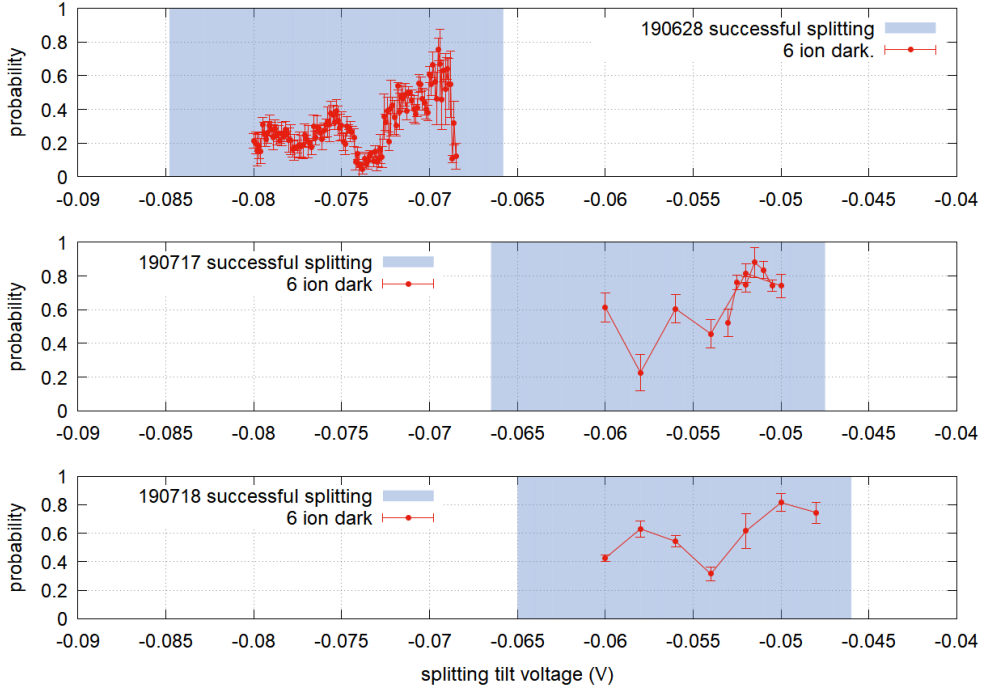 1
0.8
0.6
0.4
0.2
0
probability
190628 successful splitting
6 ion dark.
-0.09 -0.085 -0.08 -0.075 -0.07 -0.065 -0.06 -0.055 -0.05 -0.045 -0.04
1
0.8
0.6
0.4
0.2
0
probability
190717 successful splitting
6 ion dark
-0.09 -0.085 -0.08 -0.075 -0.07 -0.065 -0.06 -0.055 -0.05 -0.045 -0.04
1
0.8
0.6
0.4
0.2
0
probability
190718 successful splitting
6 ion dark
-0.09 -0.085 -0.08 -0.075 -0.07 -0.065 -0.06 -0.055 -0.05 -0.045 -0.04
splitting tilt voltage (V)